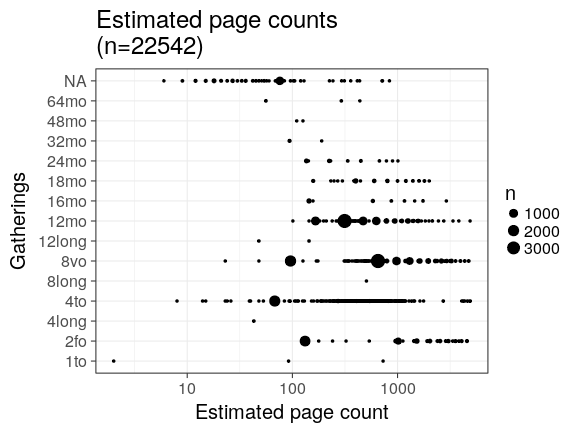 Estimated page counts
(n=22542)
Gatherings
NA
64mo
48mo
32mo
24mo
18mo
16mo
12mo
12long
8vo
8long
4to
4long
2fo
1to
10
100
1000
Estimated page count
n
1000
2000
3000